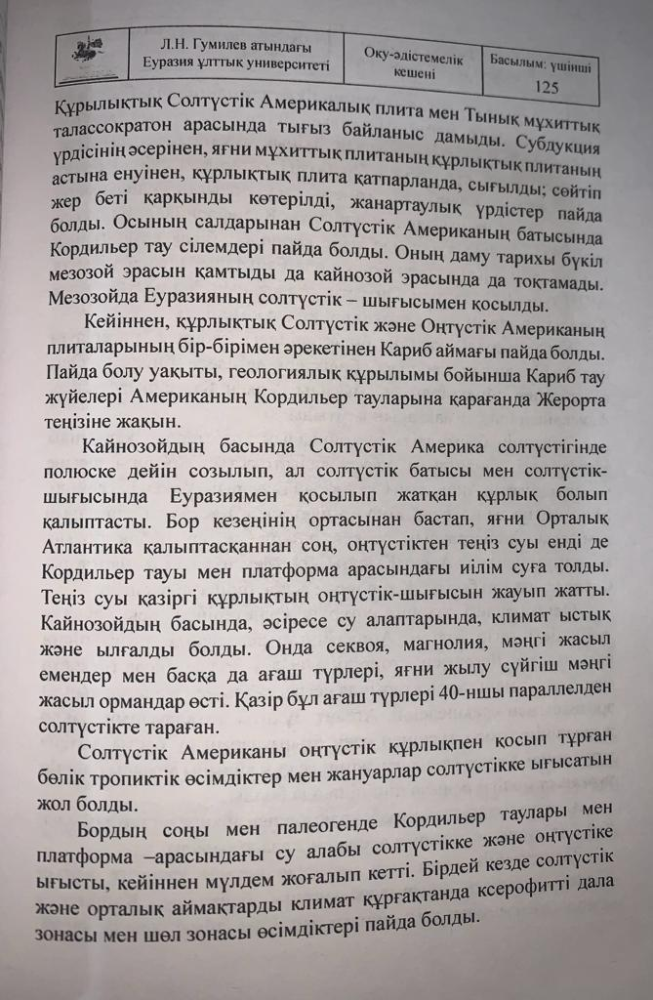 Л.Н. Гумилев атындағы
Еуразия ұлттық университеті
Оқу-әдістемелік
кешені
Басылым: үшінші
125
Құрылықтық Солтүстік Америкалық плита мен Тынық мұхиттық
талассократон арасында тығыз байланыс дамыды. Субдукция
үрдісінің әсерінен, яғни мұхиттық плитаның құрлықтық плитаның
астына енуінен, құрлықтық плита қатпарланда, сығылды; сөйтіп
жер беті қарқынды көтерілді, жанартаулық үрдістер пайда
болды. Осының салдарынан Солтүстік Американың батысында
Кордильер тау сілемдері пайда болды. Оның даму тарихы бүкіл
мезозой эрасын қамтыды да кайнозой эрасында да тоқтамады.
Мезозойда Еуразияның солтүстік – шығысымен қосылды.
Кейіннен, құрлықтық Солтүстік және Оңтүстік Американың
плиталарының бір-бірімен әрекетінен Кариб аймағы пайда болды.
Пайда болу уақыты, геологиялық құрылымы бойынша Кариб тау
жүйелері Американың Кордильер тауларына қарағанда Жерорта
теңізіне жақын.
Кайнозойдың басында Солтүстік Америка солтүстігінде
полюске дейін созылып, ал солтүстік батысы мен солтүстік-
шығысында Еуразиямен қосылып жатқан құрлық болып
қалыптасты. Бор кезеңінің ортасынан бастап, яғни Орталық
Атлантика қалыптасқаннан соң, оңтүстіктен теңіз суы енді де
Кордильер тауы мен платформа арасындағы иілім суға толды.
Теңіз суы қазіргі құрлықтың оңтүстік-шығысын жауып жатты.
Кайнозойдың басында, әсіресе су алаптарында, климат ыстық
және ылғалды болды. Онда секвоя, магнолия, мәңгі жасыл
емендер мен басқа да ағаш түрлері, яғни жылу сүйгіш мәңгі
жасыл ормандар өсті. Қазір бұл ағаш түрлері 40-ншы параллелден
солтүстікте тараған.
Солтүстік Американы оңтүстік құрлықпен қосып тұрған
бөлік тропиктік өсімдіктер мен жануарлар солтүстікке ығысатын
жол болды.
Бордың соңы мен палеогенде Кордильер таулары мен
платформа –арасындағы су алабы солтүстікке және оңтүстіке
ығысты, кейіннен мүлдем жоғалып кетті. Бірдей кезде солтүстік
және орталық аймақтарды климат құрғақтанда ксерофитті дала
зонасы мен шөл зонасы өсімдіктері пайда болды.